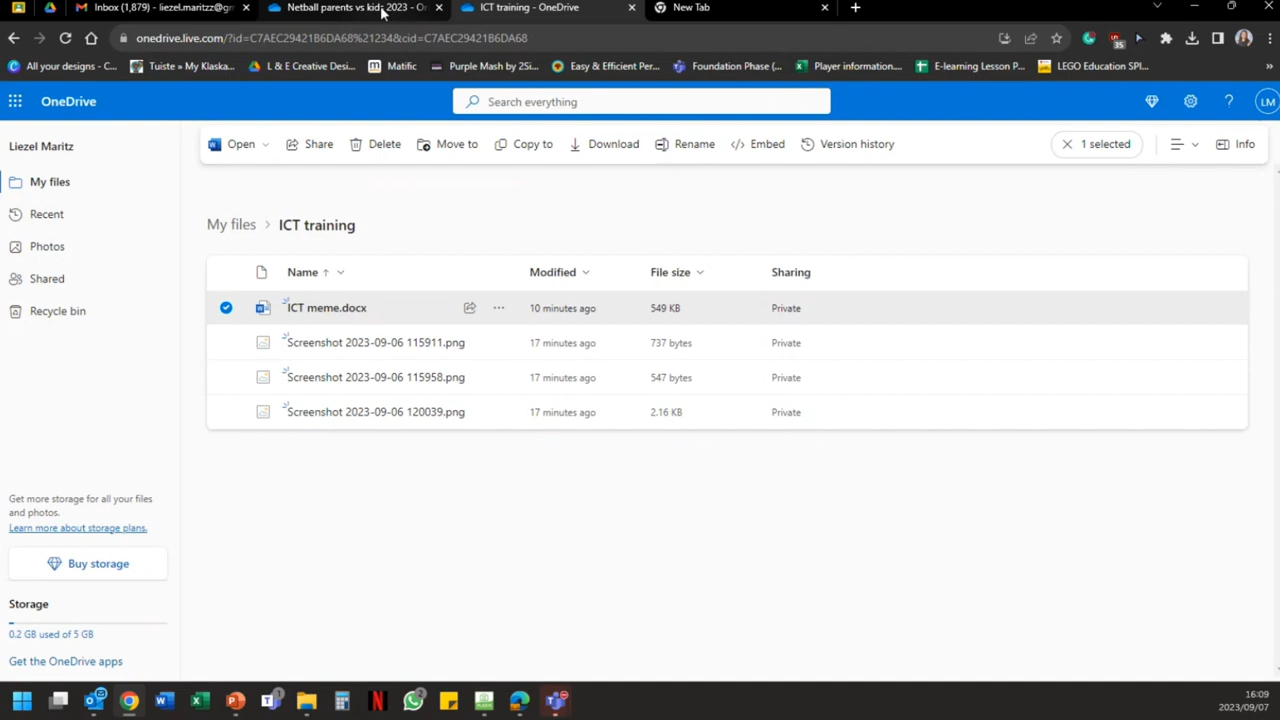 Inbox (1,879) - liezel.maritzz@gm
Netball parents vs kids 2023 - On
ICT training - OneDrive
New Tab
onedrive.live.com/?id=C7AEC29421B6DA68%21234&cid=C7AEC29421B6DA68
35
All your designs - C...
Tuiste » My Klaska...
L & E Creative Desi...
Matific
Purple Mash by 2Si...
Easy & Efficient Per...
Foundation Phase (...
Player information....
E-learning Lesson P...
LEGO Education SPI...
»
OneDrive
Search everything
?
LM
Liezel Maritz
Open
Share
Delete
Move to
Copy to
Download
Rename
Embed
Version history
1 selected
Info
My files
Recent
Photos
Shared
Recycle bin
My files > ICT training
Name
Modified
File size
Sharing
ICT meme.docx
10 minutes ago
549 KB
Private
Screenshot 2023-09-06 115911.png
17 minutes ago
737 bytes
Private
Screenshot 2023-09-06 115958.png
17 minutes ago
547 bytes
Private
Screenshot 2023-09-06 120039.png
17 minutes ago
2.16 KB
Private
Get more storage for all your files
and photos.
Learn more about storage plans.
Buy storage
Storage
0.2 GB used of 5 GB
Get the OneDrive apps
16:09
2023/09/07